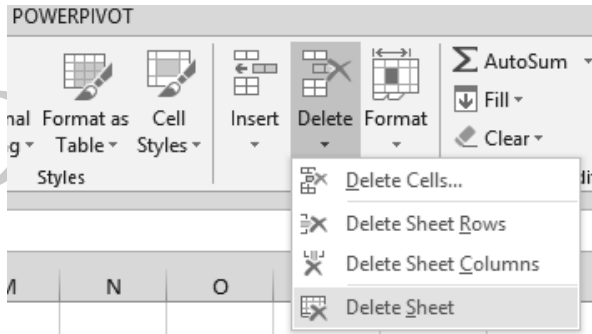 POWERPIVOT
nal Format as Cell Insert Delete Format AutoSum
g Table Styles Fill
Clear
Styles
Delete Cells...
Delete Sheet Rows
Delete Sheet Columns
Delete Sheet
N O